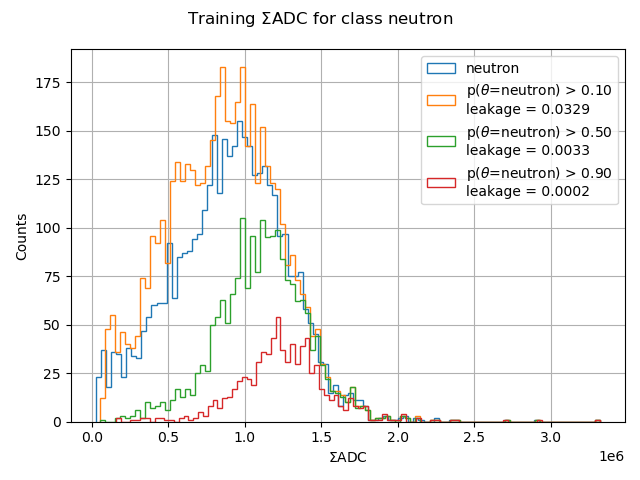 Training ΣADC for class neutron
neutron
p(θ=neutron) > 0.10
leakage = 0.0329
p(θ=neutron) > 0.50
leakage = 0.0033
p(θ=neutron) > 0.90
leakage = 0.0002
Counts
175
150
125
100
75
50
25
0
0.0 0.5 1.0 1.5 2.0 2.5 3.0
ΣADC
1e6